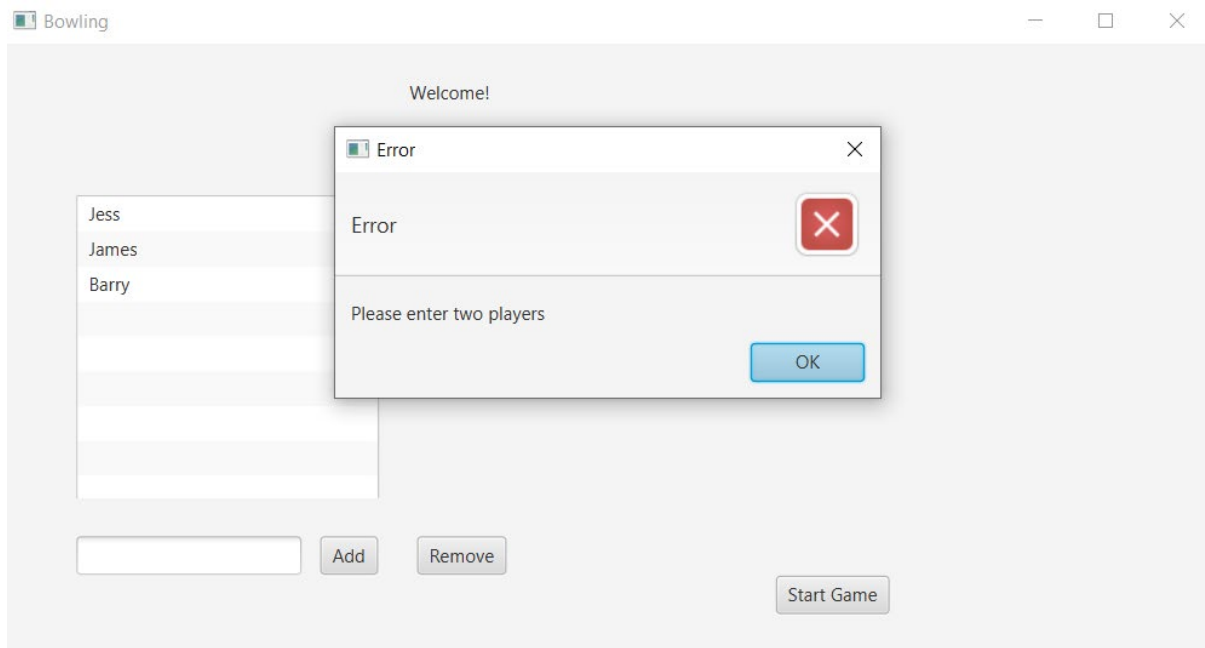 Bowling
Welcome!
Error
Error
Please enter two players
OK
Jess
James
Barry
Add
Remove
Start Game